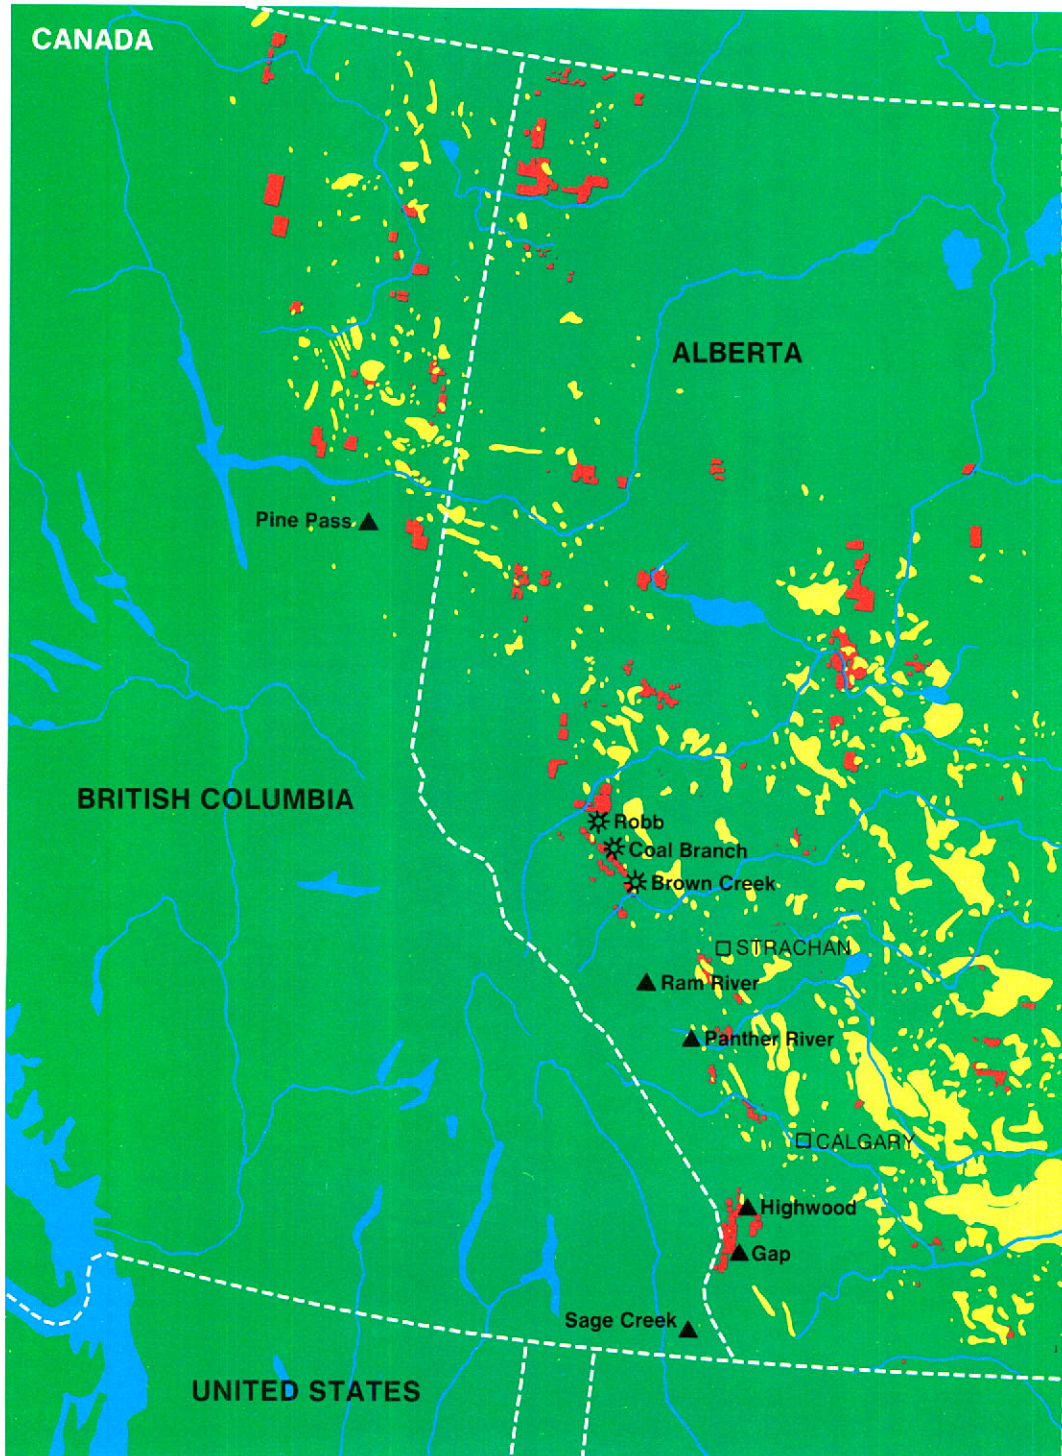 CANADA
ALBERTA
Pine Pass
BRITISH COLUMBIA
Robb
Coal Branch
Brown Creek
STRACHAN
Ram River
Panther River
CALGARY
Highwood
Gap
Sage Creek
UNITED STATES